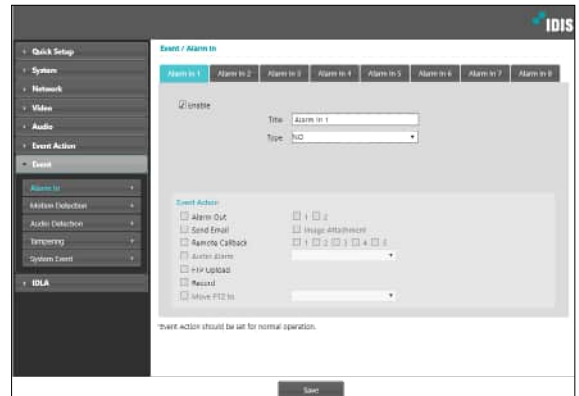 IDIS
Quick Setup
System
Network
Video
Audio
Event Action
Event
Alarm In
Motion Detection
Audio Detection
Tampering
System Event
IDLA
Event / Alarm In
Alarm In 1 Alarm In 2 Alarm In 3 Alarm In 4 Alarm In 5 Alarm In 6 Alarm In 7 Alarm In 8
Enable
Title Alarm In 1
Type NO
Event Action
Alarm Out 1 2
Send Email Image Attachment
Remote Callback 1 2 3 4 5
Audio Alarm
FTP Upload
Record
Move PTZ to
*Event Action should be set for normal operation.
Save